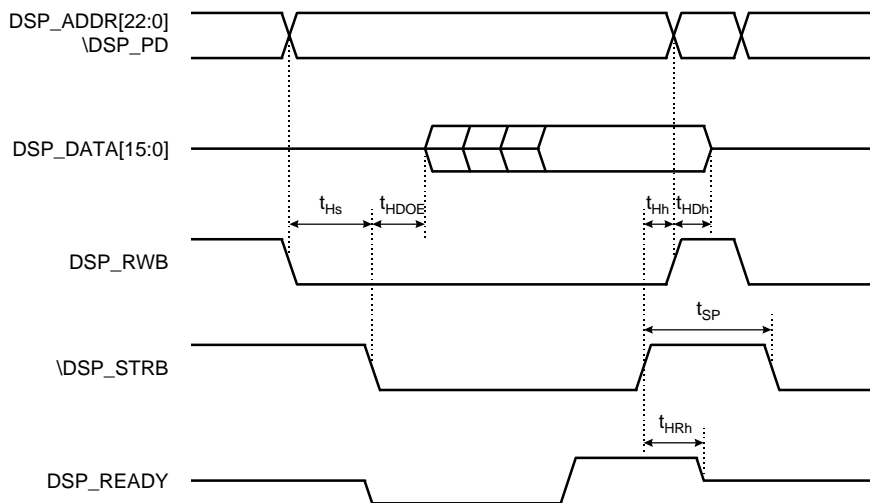 DSP_ADDR[22:0]
\DSP_PD
DSP_DATA[15:0]
tHs
tHDOE
tHh
tHDh
DSP_RWB
tSP
\DSP_STRB
tHRh
DSP_READY